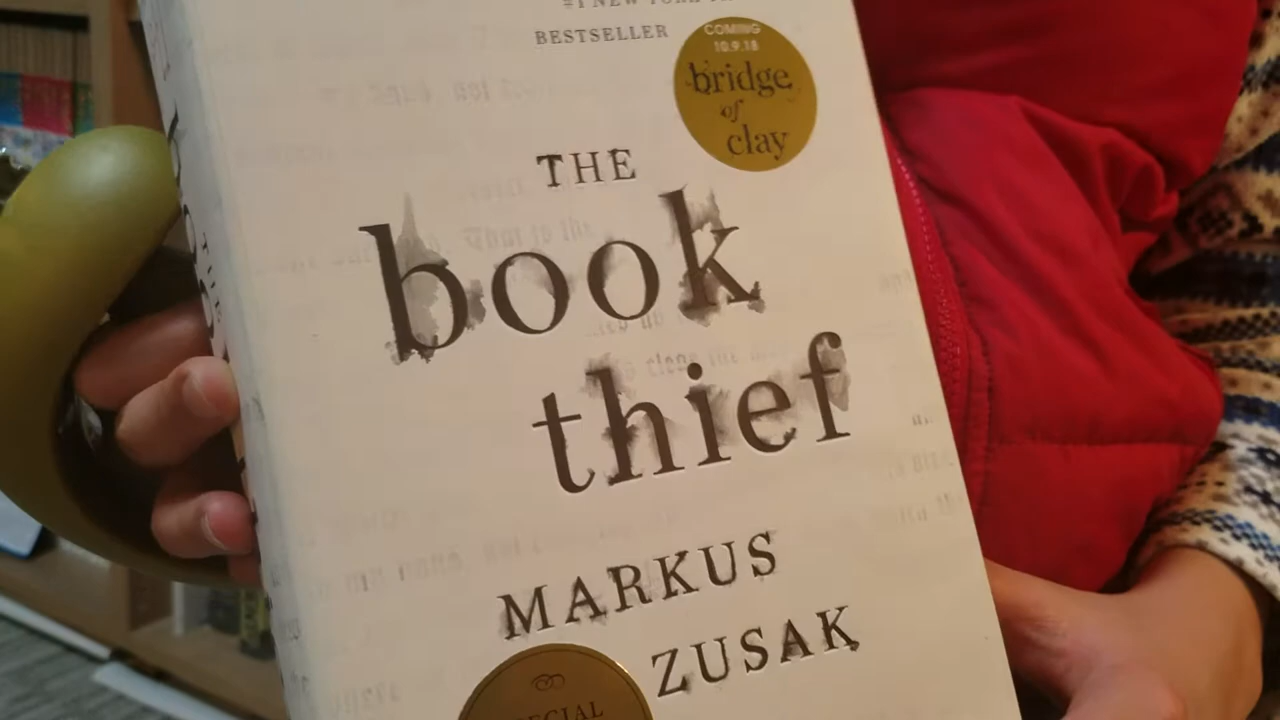 BESTSELLER
COMING
10.9.18
bridge
of
clay
THE
book
thief
MARKUS
ZUSAK